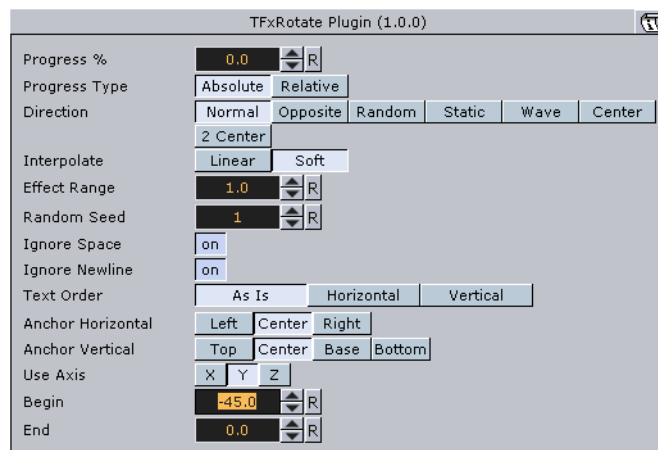 TFxRotate Plugin (1.0.0)
Progress % 0.0 R
Progress Type Absolute Relative
Direction Normal Opposite Random Static Wave Center
2 Center
Interpolate Linear Soft
Effect Range 1.0 R
Random Seed 1 R
Ignore Space on
Ignore Newline on
Text Order As Is Horizontal Vertical
Anchor Horizontal Left Center Right
Anchor Vertical Top Center Base Bottom
Use Axis X Y Z
Begin -45.0 R
End 0.0 R